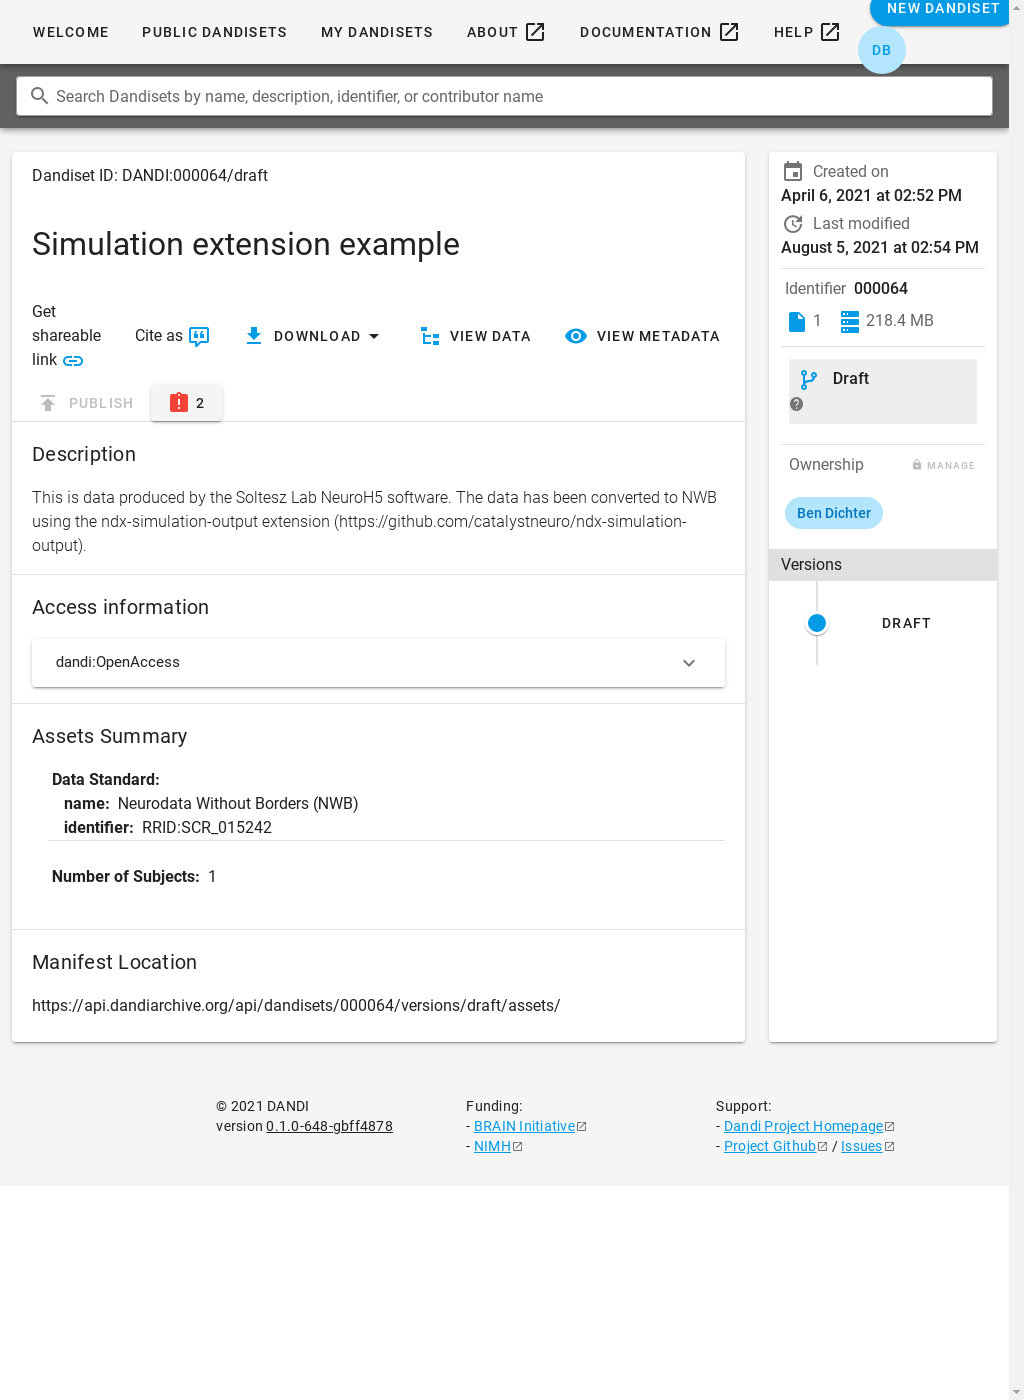 WELCOME PUBLIC DANDISETS MY DANDISETS ABOUT DOCUMENTATION HELP NEW DANDISET
DB
Search Dandisets by name, description, identifier, or contributor name
Dandiset ID: DANDI:000064/draft
Simulation extension example
Get
shareable
link
Cite as
DOWNLOAD
VIEW DATA
VIEW METADATA
PUBLISH
2
Description
This is data produced by the Soltesz Lab NeuroH5 software. The data has been converted to NWB
using the ndx-simulation-output extension (https://github.com/catalystneuro/ndx-simulation-
output).
Access information
dandi:OpenAccess
Assets Summary
Data Standard:
name: Neurodata Without Borders (NWB)
identifier: RRID:SCR_015242
Number of Subjects: 1
Manifest Location
https://api.dandiarchive.org/api/dandisets/000064/versions/draft/assets/
Created on
April 6, 2021 at 02:52 PM
Last modified
August 5, 2021 at 02:54 PM
Identifier 000064
1 218.4 MB
Draft
Ownership MANAGE
Ben Dichter
Versions
DRAFT
© 2021 DANDI
version 0.1.0-648-gbff4878
Funding:
- BRAIN Initiative
- NIMH
Support:
- Dandi Project Homepage
- Project Github / Issues